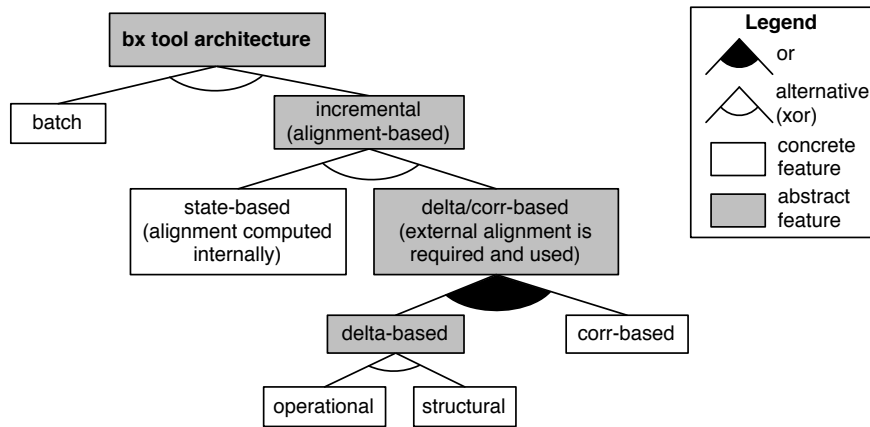 bx tool architecture
batch
incremental
(alignment-based)
state-based
(alignment computed
internally)
delta/corr-based
(external alignment is
required and used)
delta-based
corr-based
operational
structural
Legend
or
alternative
(xor)
concrete
feature
abstract
feature